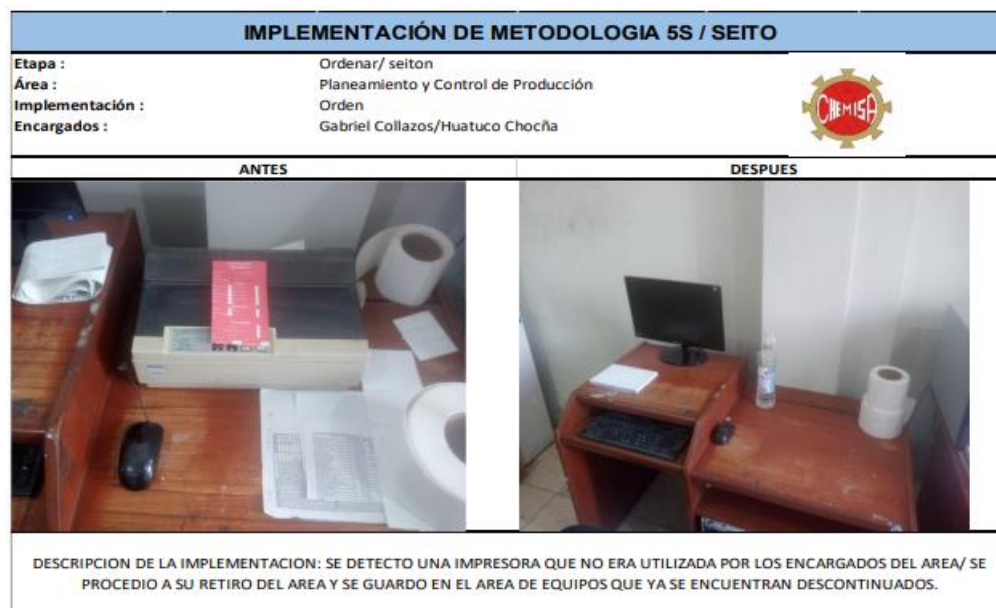 IMPLEMENTACIÓN DE METODOLOGIA 5S / SEITO
Etapa : Ordenar/ seiton
Área : Planeamiento y Control de Producción
Implementación : Orden
Encargados : Gabriel Collazos/Huatuco Chocña
CHEMISA
ANTES DESPUES
DESCRIPCION DE LA IMPLEMENTACION: SE DETECTO UNA IMPRESORA QUE NO ERA UTILIZADA POR LOS ENCARGADOS DEL AREA/ SE
PROCEDIO A SU RETIRO DEL AREA Y SE GUARDO EN EL AREA DE EQUIPOS QUE YA SE ENCUENTRAN DESCONTINUADOS.